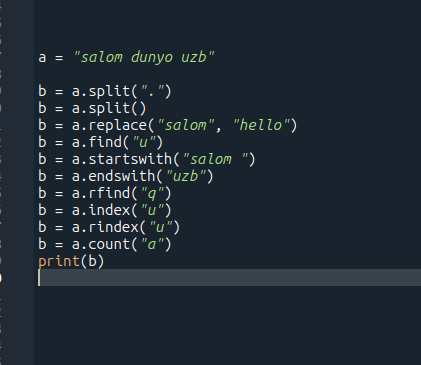 a = "salom dunyo uzb"
b = a.split(".")
b = a.split()
b = a.replace("salom", "hello")
b = a.find("u")
b = a.startswith("salom ")
b = a.endswith("uzb")
b = a.rfind("q")
b = a.index("u")
b = a.rindex("u")
b = a.count("a")
print(b)